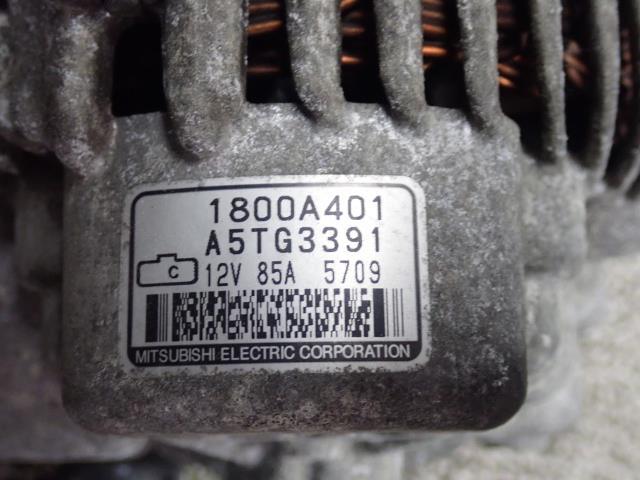 1800A401
A5TG3391
C 12V 85A 5709
MITSUBISHI ELECTRIC CORPORATION